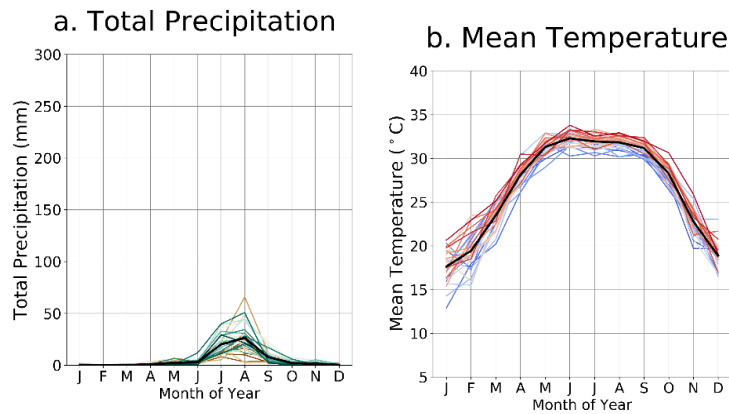 a. Total Precipitation
Total Precipitation (mm)
300
250
200
150
100
50
0
J F M A M J J A S O N D
Month of Year
b. Mean Temperature
Mean Temperature (°C)
40
35
30
25
20
15
10
5
J F M A M J J A S O N D
Month of Year